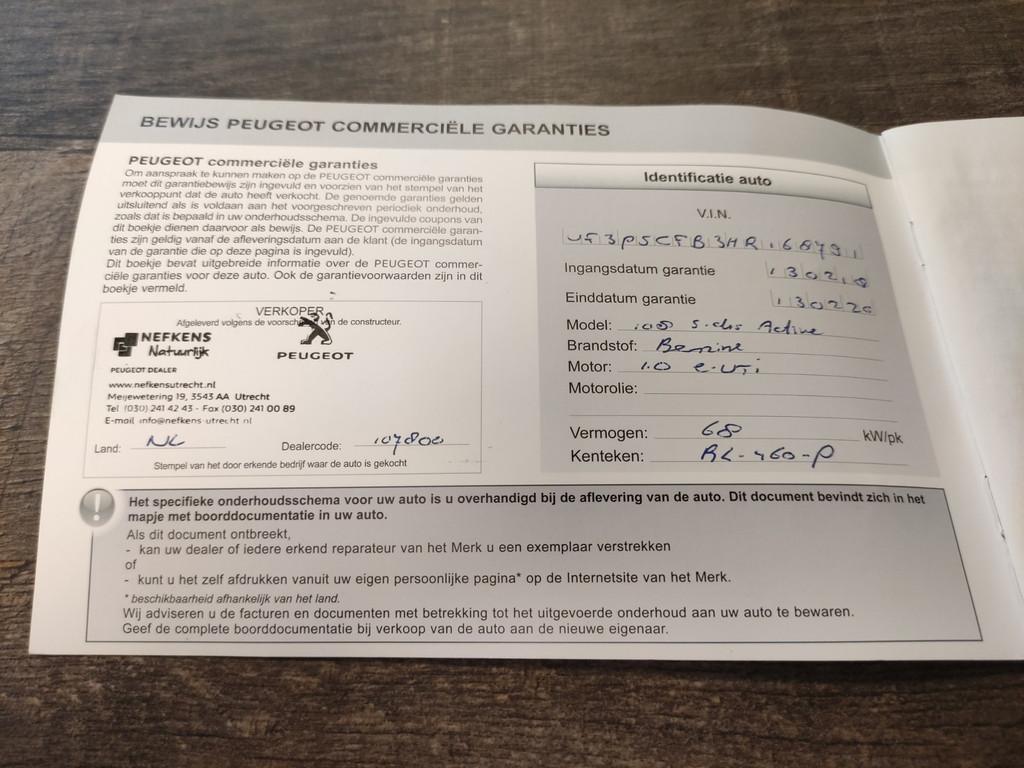 BEWIJS PEUGEOT COMMERCIËLE GARANTIES
PEUGEOT commerciële garanties
Om aanspraak te kunnen maken op de PEUGEOT commerciële garanties
moet dit garantiebewijs zijn ingevuld en voorzien van het stempel van het
verkooppunt dat de auto heeft verkocht. De genoemde garanties gelden
uitsluitend als is voldaan aan het voorgeschreven periodiek onderhoud,
zoals dat is bepaald in uw onderhoudsschema. De ingevulde coupons van
dit boekje dienen daarvoor als bewijs. De PEUGEOT commerciële garan-
ties zijn geldig vanaf de afleveringsdatum aan de klant (de ingangsdatum
van de garantie die op deze pagina is ingevuld).
Dit boekje bevat uitgebreide informatie over de PEUGEOT commer-
ciële garanties voor deze auto. Ook de garantievoorwaarden zijn in dit
boekje vermeld.
VERKOPER
Afgeleverd volgens de voorschriften van de constructeur.
NEFKENS
Natuurlijk
PEUGEOT
PEUGEOT DEALER
www.nefkensutrecht.nl
Meijewetering 19, 3543 AA Utrecht
Tel (030) 241 42 43 - Fax (030) 241 00 89
E-mail info@nefkens-utrecht.nl
Land: NL Dealercode: 107800
Stempel van het door erkende bedrijf waar de auto is gekocht
Identificatie auto
V.I.N.
Ingangsdatum garantie 130218
Einddatum garantie 130220
Model: 108 5-drs Active
Brandstof: Benzine
Motor: 1.0 e-VTi
Motorolie:
Vermogen: 68 kW/pk
Kenteken: RL-460-P
Het specifieke onderhoudsschema voor uw auto is u overhandigd bij de aflevering van de auto. Dit document bevindt zich in het
mapje met boorddocumentatie in uw auto.
Als dit document ontbreekt,
- kan uw dealer of iedere erkend reparateur van het Merk u een exemplaar verstrekken
of
- kunt u het zelf afdrukken vanuit uw eigen persoonlijke pagina* op de Internetsite van het Merk.
* beschikbaarheid afhankelijk van het land.
Wij adviseren u de facturen en documenten met betrekking tot het uitgevoerde onderhoud aan uw auto te bewaren.
Geef de complete boorddocumentatie bij verkoop van de auto aan de nieuwe eigenaar.